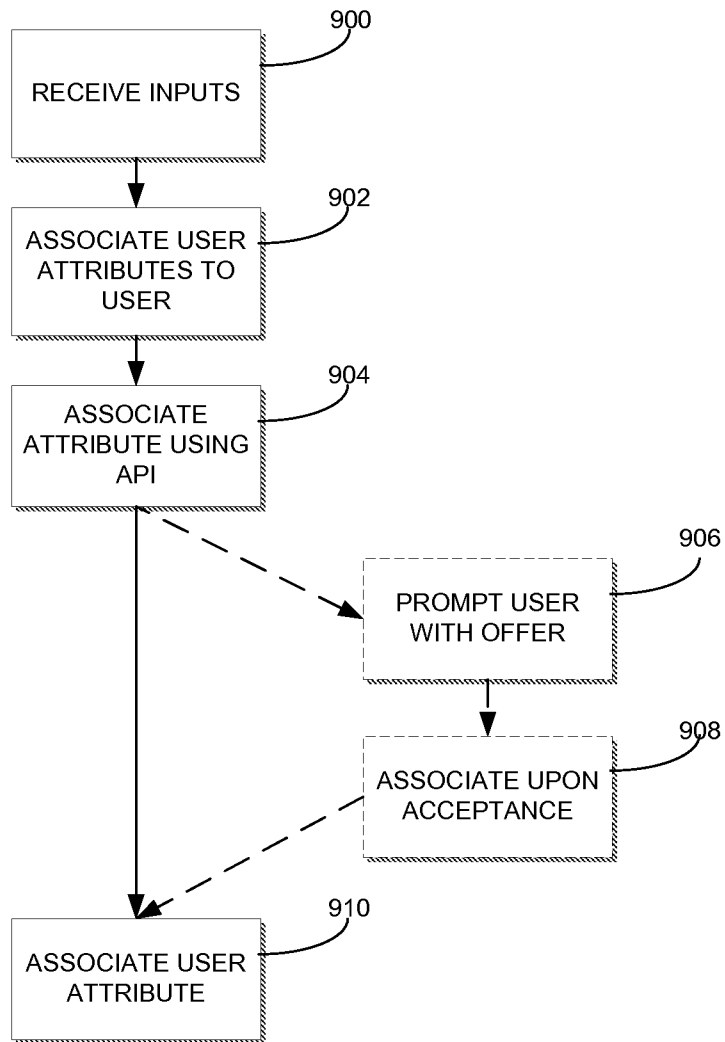 900
RECEIVE INPUTS
902
ASSOCIATE USER
ATTRIBUTES TO
USER
904
ASSOCIATE
ATTRIBUTE USING
API
906
PROMPT USER
WITH OFFER
908
ASSOCIATE UPON
ACCEPTANCE
910
ASSOCIATE USER
ATTRIBUTE